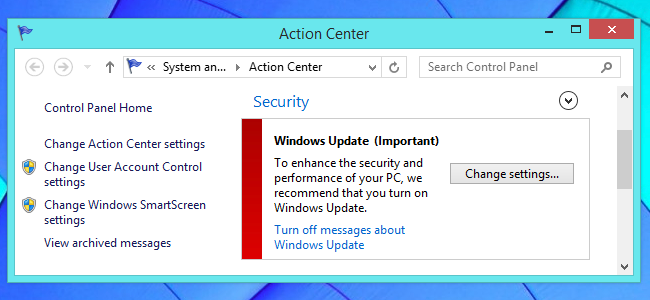 Action Center
« System an... Action Center
Search Control Panel
Control Panel Home
Change Action Center settings
Change User Account Control
settings
Change Windows SmartScreen
settings
View archived messages
Security
Windows Update (Important)
To enhance the security and
performance of your PC, we
recommend that you turn on
Windows Update.
Change settings...
Turn off messages about
Windows Update